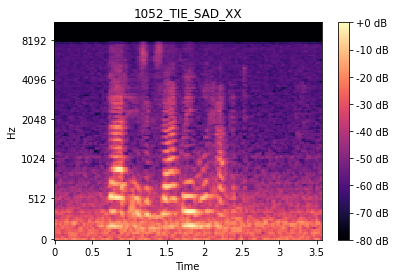 1052_TIE_SAD_XX
+0 dB
8192
-10 dB
4096
-20 dB
-30 dB
2048
Hz
-40 dB
1024
-50 dB
512
-60 dB
-70 dB
0
-80 dB
0 0.5 1 1.5 2 2.5 3 3.5
Time